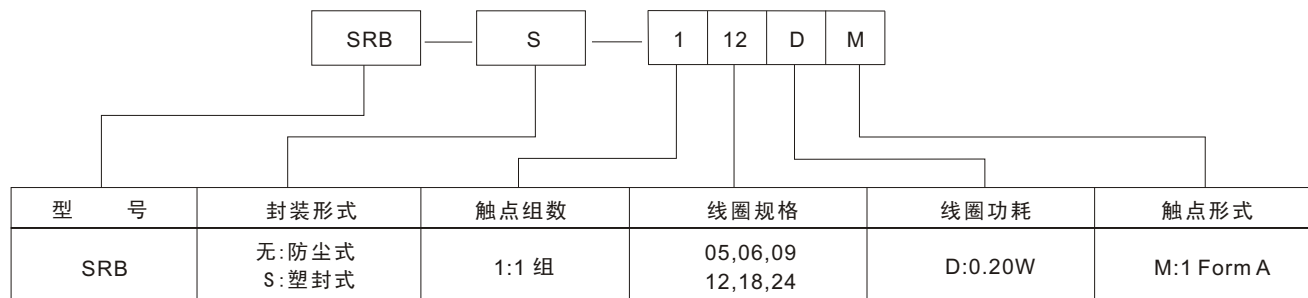 SRB — S — 1 12 D M
型 号 封装形式 触点组数 线圈规格 线圈功耗 触点形式
SRB 无:防尘式 S:塑封式 1:1 组 05,06,09 12,18,24 D:0.20W M:1 Form A